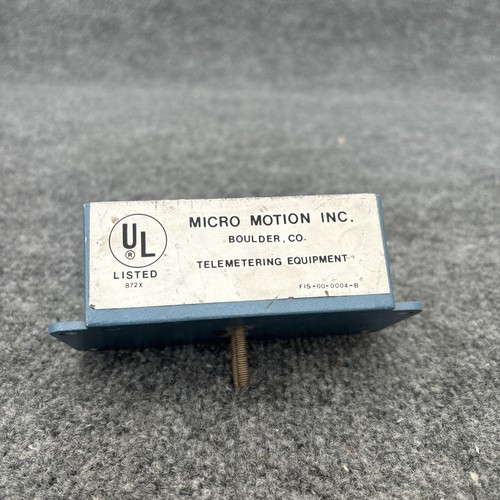 UL
®
LISTED
872X
MICRO MOTION INC.
BOULDER, CO.
TELEMETERING EQUIPMENT
FIS-00-0004-B